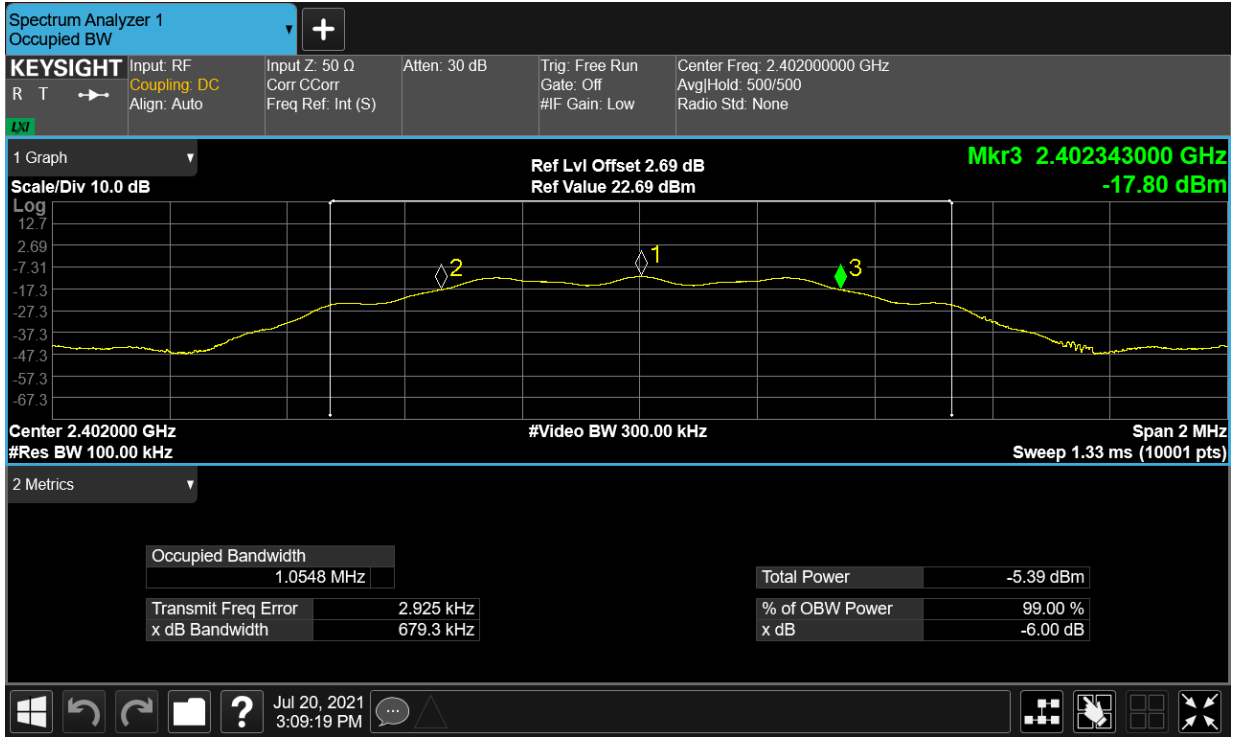 Spectrum Analyzer 1
Occupied BW
KEYSIGHT
R T
LXI
Input: RF
Coupling: DC
Align: Auto
Input Z: 50 Ω
Corr CCorr
Freq Ref: Int (S)
Atten: 30 dB
Trig: Free Run
Gate: Off
#IF Gain: Low
Center Freq: 2.402000000 GHz
Avg|Hold: 500/500
Radio Std: None
1 Graph
Scale/Div 10.0 dB
Ref Lvl Offset 2.69 dB
Ref Value 22.69 dBm
Mkr3 2.402343000 GHz
-17.80 dBm
Log
12.7
2.69
-7.31
-17.3
-27.3
-37.3
-47.3
-57.3
-67.3
2
1
3
Center 2.402000 GHz
#Res BW 100.00 kHz
#Video BW 300.00 kHz
Span 2 MHz
Sweep 1.33 ms (10001 pts)
2 Metrics
Occupied Bandwidth
1.0548 MHz
Transmit Freq Error 2.925 kHz
x dB Bandwidth 679.3 kHz
Total Power -5.39 dBm
% of OBW Power 99.00 %
x dB -6.00 dB
?
Jul 20, 2021
3:09:19 PM